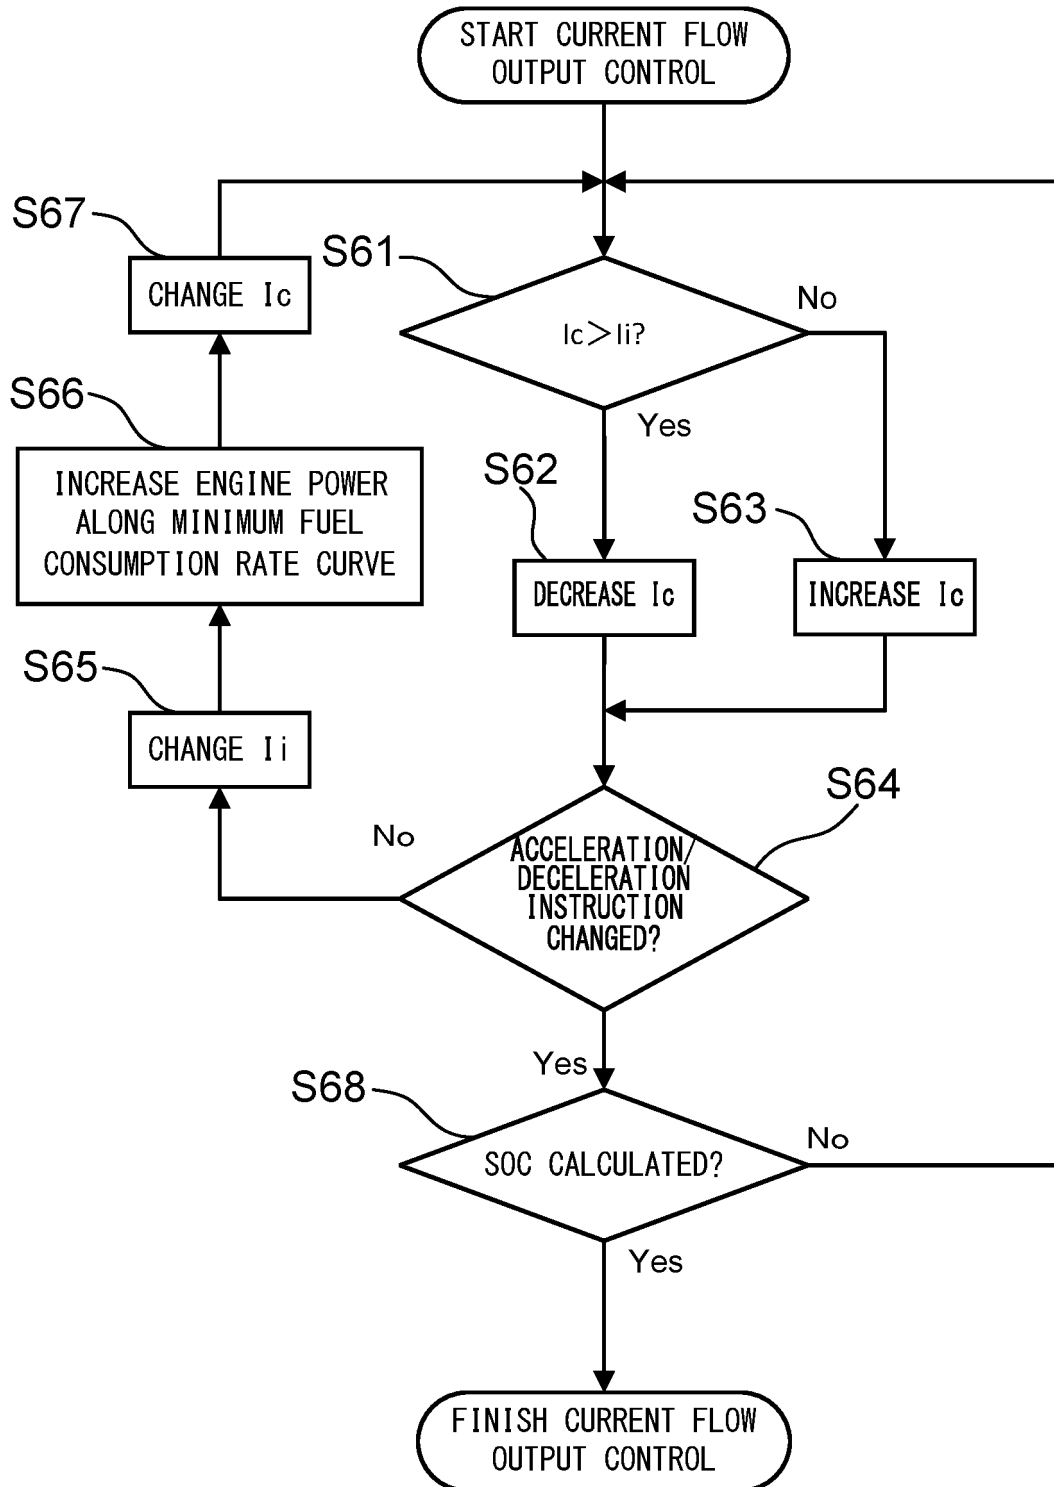 START CURRENT FLOW
OUTPUT CONTROL
S67
CHANGE Ic
S61
Ic>Ii?
No
Yes
S66
INCREASE ENGINE POWER
ALONG MINIMUM FUEL
CONSUMPTION RATE CURVE
S62
DECREASE Ic
S63
INCREASE Ic
S65
CHANGE Ii
S64
No
ACCELERATION/
DECELERATION
INSTRUCTION
CHANGED?
Yes
S68
SOC CALCULATED?
No
Yes
FINISH CURRENT FLOW
OUTPUT CONTROL